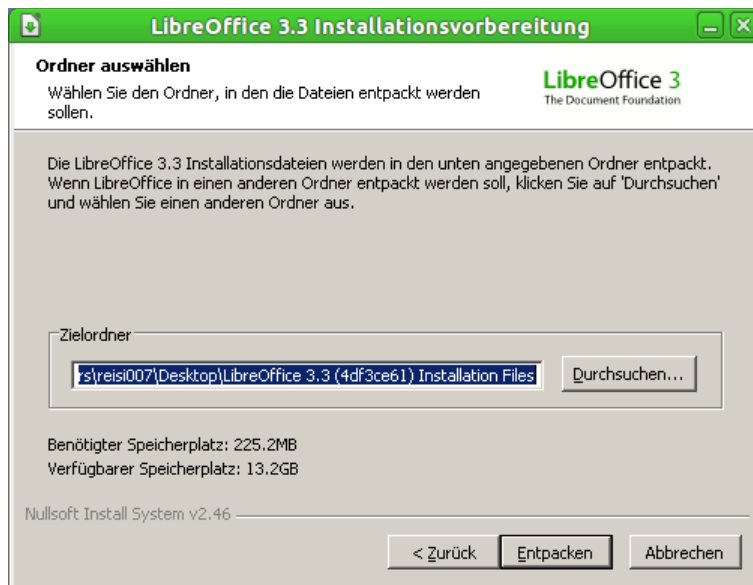 LibreOffice 3.3 Installationsvorbereitung
Ordner auswählen
Wählen Sie den Ordner, in den die Dateien entpackt werden
sollen.
LibreOffice 3
The Document Foundation
Die LibreOffice 3.3 Installationsdateien werden in den unten angegebenen Ordner entpackt.
Wenn LibreOffice in einen anderen Ordner entpackt werden soll, klicken Sie auf 'Durchsuchen'
und wählen Sie einen anderen Ordner aus.
Zielordner
rs\reisi007\Desktop\LibreOffice 3.3 (4df3ce61) Installation Files
Durchsuchen...
Benötigter Speicherplatz: 225.2MB
Verfügbarer Speicherplatz: 13.2GB
Nullsoft Install System v2.46
< Zurück Entpacken Abbrechen